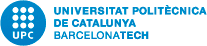 UNIVERSITAT POLITÈCNICA
DE CATALUNYA
BARCELONATECH
UPC